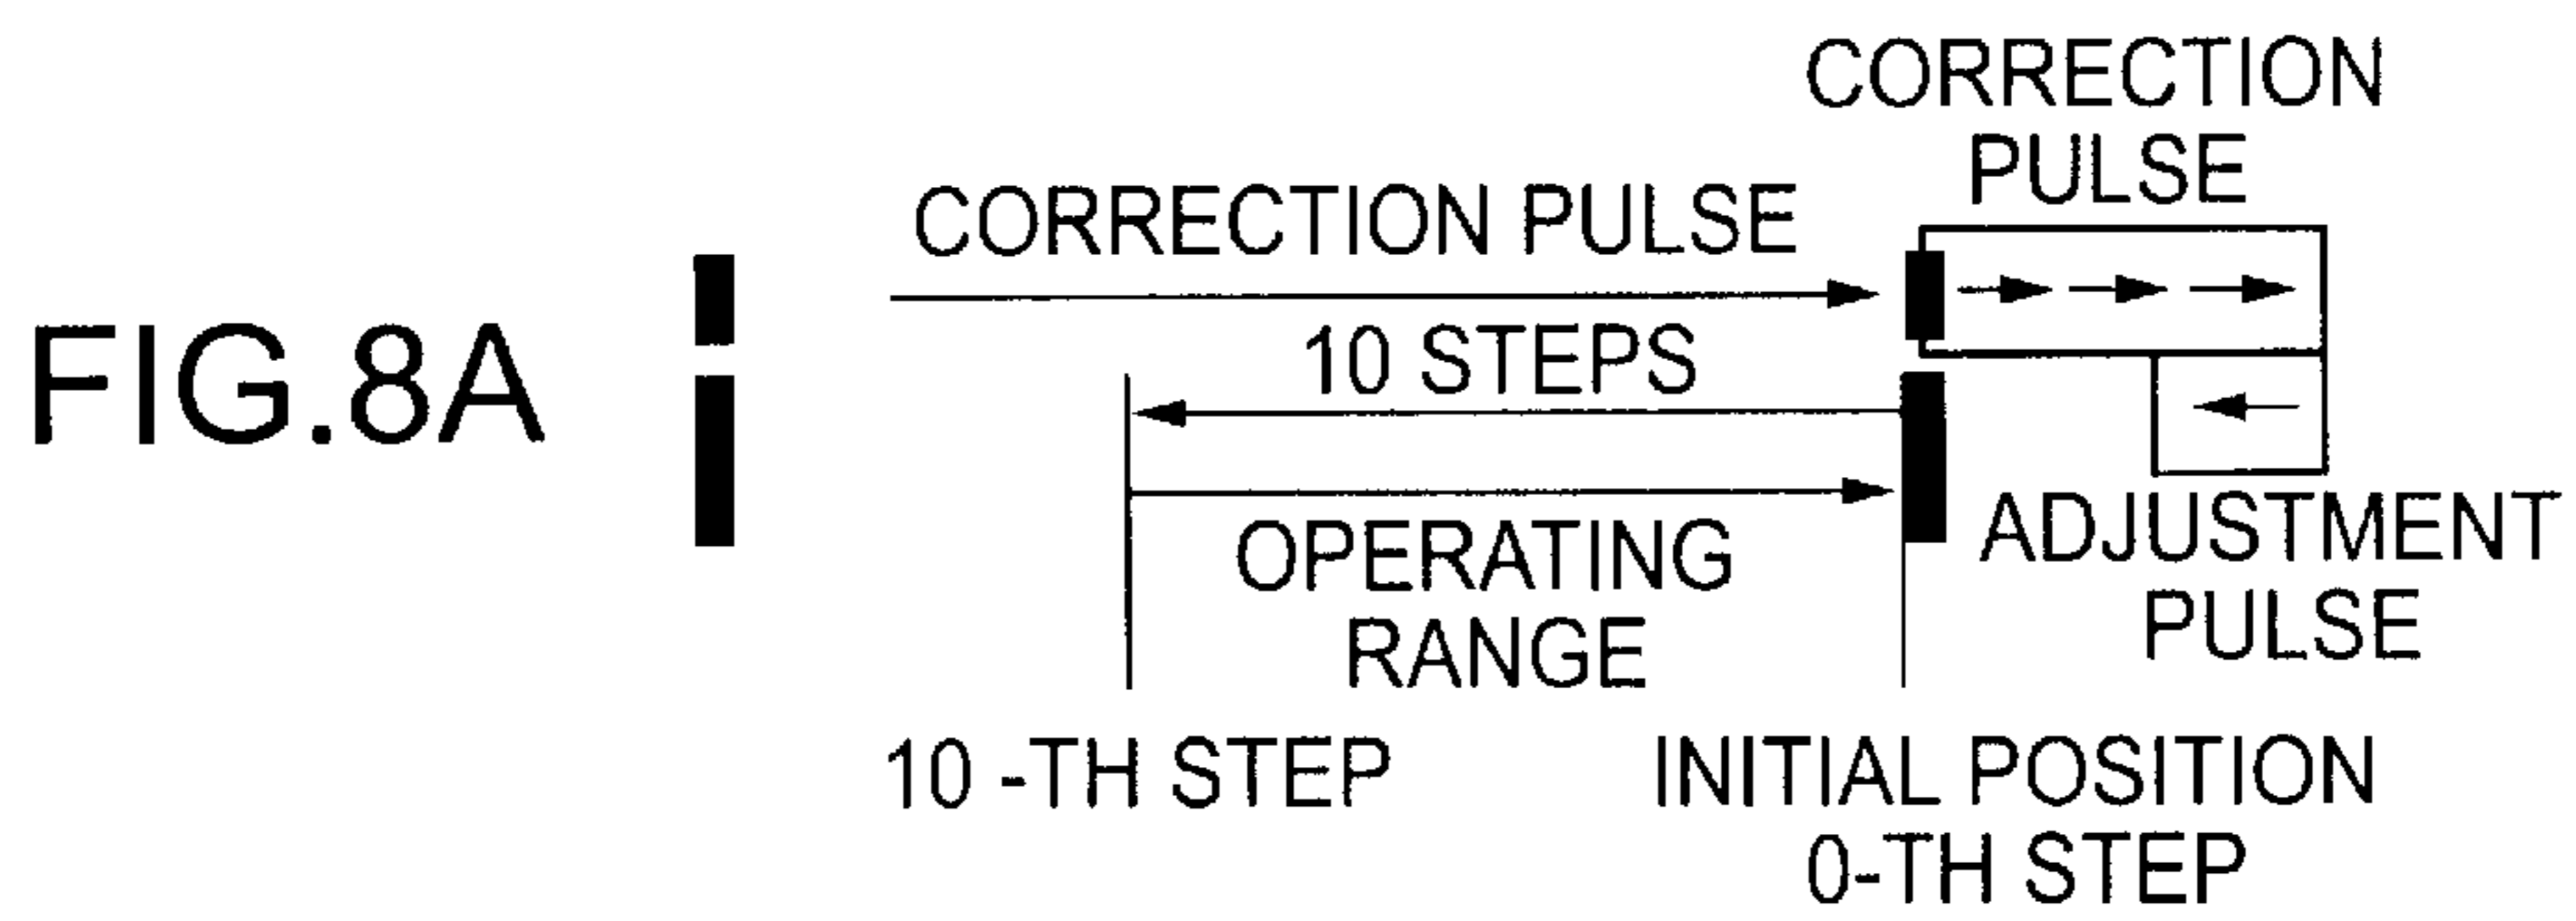 FIG.8A
CORRECTION
PULSE
CORRECTION PULSE
10 STEPS
OPERATING
RANGE
ADJUSTMENT
PULSE
10 -TH STEP
INITIAL POSITION
0-TH STEP